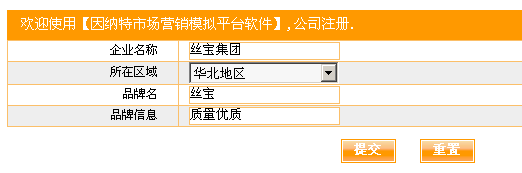 欢迎使用【因纳特市场营销模拟平台软件】,公司注册.
企业名称 丝宝集团
所在区域 华北地区
品牌名 丝宝
品牌信息 质量优质
提交 重置